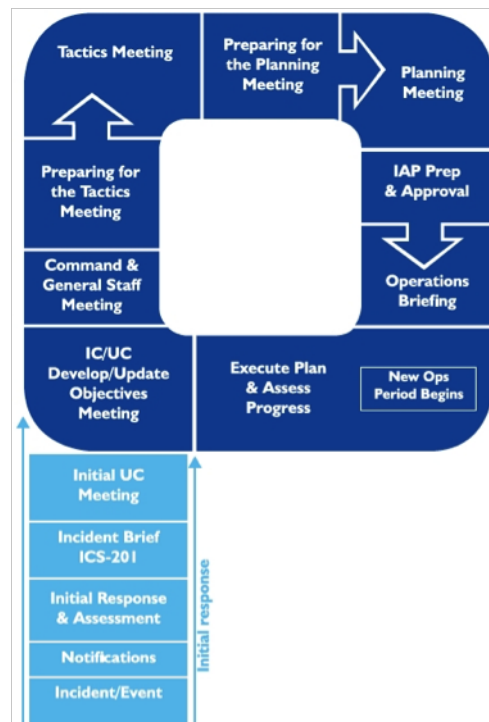 Tactics Meeting
Preparing for
the Planning
Meeting
Planning
Meeting
Preparing for
the Tactics
Meeting
IAP Prep
& Approval
Command &
General Staff
Meeting
Operations
Briefing
IC/UC
Develop/Update
Objectives
Meeting
Execute Plan
& Assess
Progress
New Ops
Period Begins
Initial UC
Meeting
Incident Brief
ICS-201
Initial Response
& Assessment
Notifications
Incident/Event
Initial response